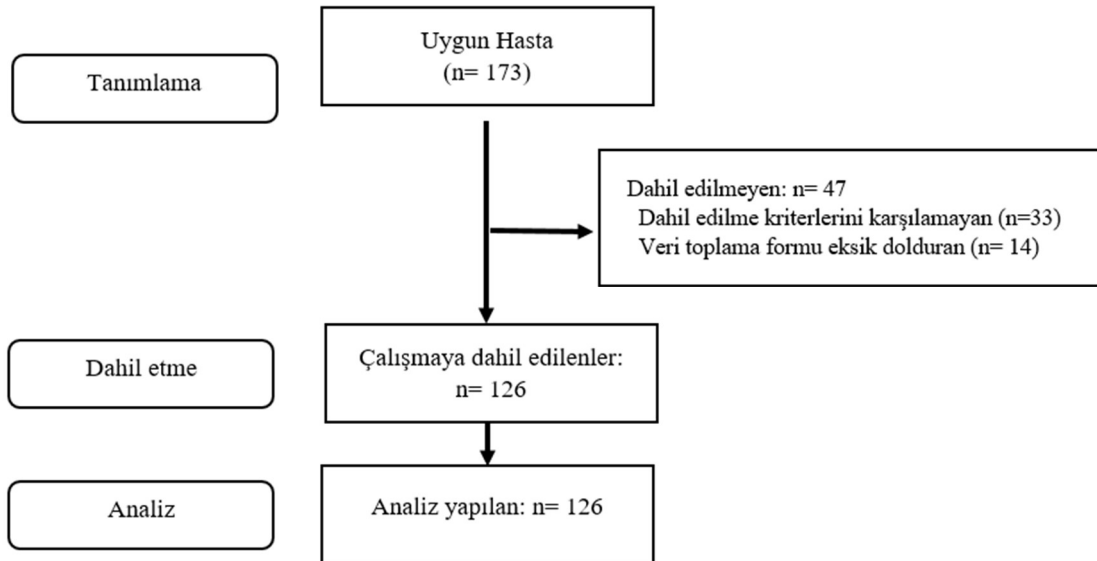 Tanımlama
Uygun Hasta
(n= 173)
Dahil edilmeyen: n= 47
Dahil edilme kriterlerini karşılamayan (n=33)
Veri toplama formu eksik dolduran (n= 14)
Dahil etme
Çalışmaya dahil edilenler:
n= 126
Analiz
Analiz yapılan: n= 126